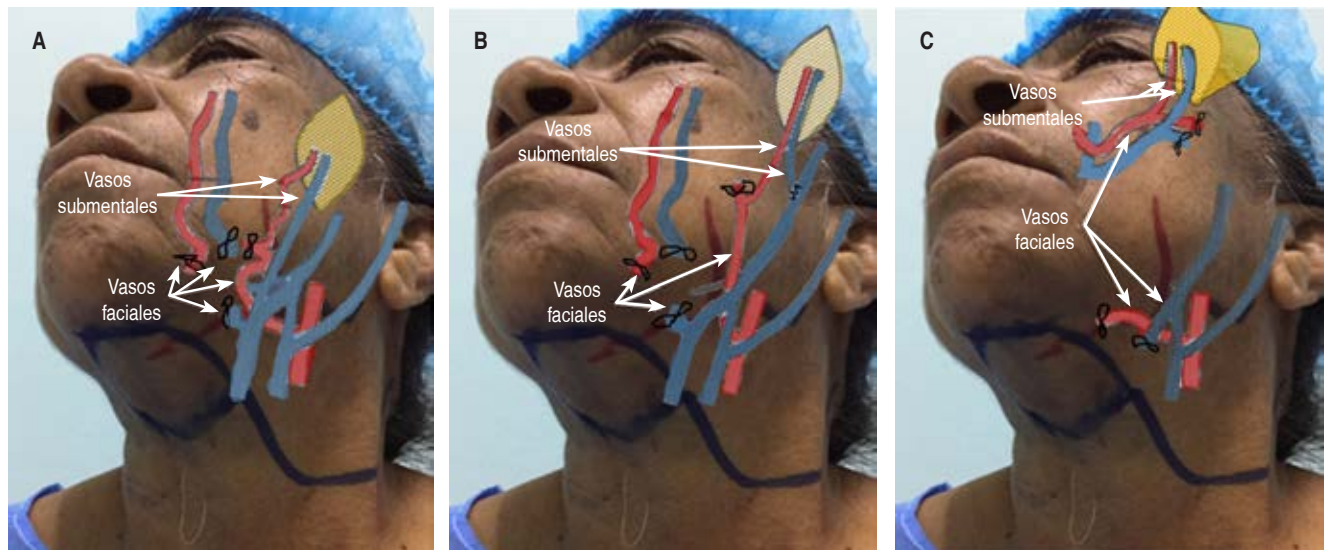 A
Vasos
submentales
Vasos
faciales
B
Vasos
submentales
Vasos
faciales
C
Vasos
submentales
Vasos
faciales